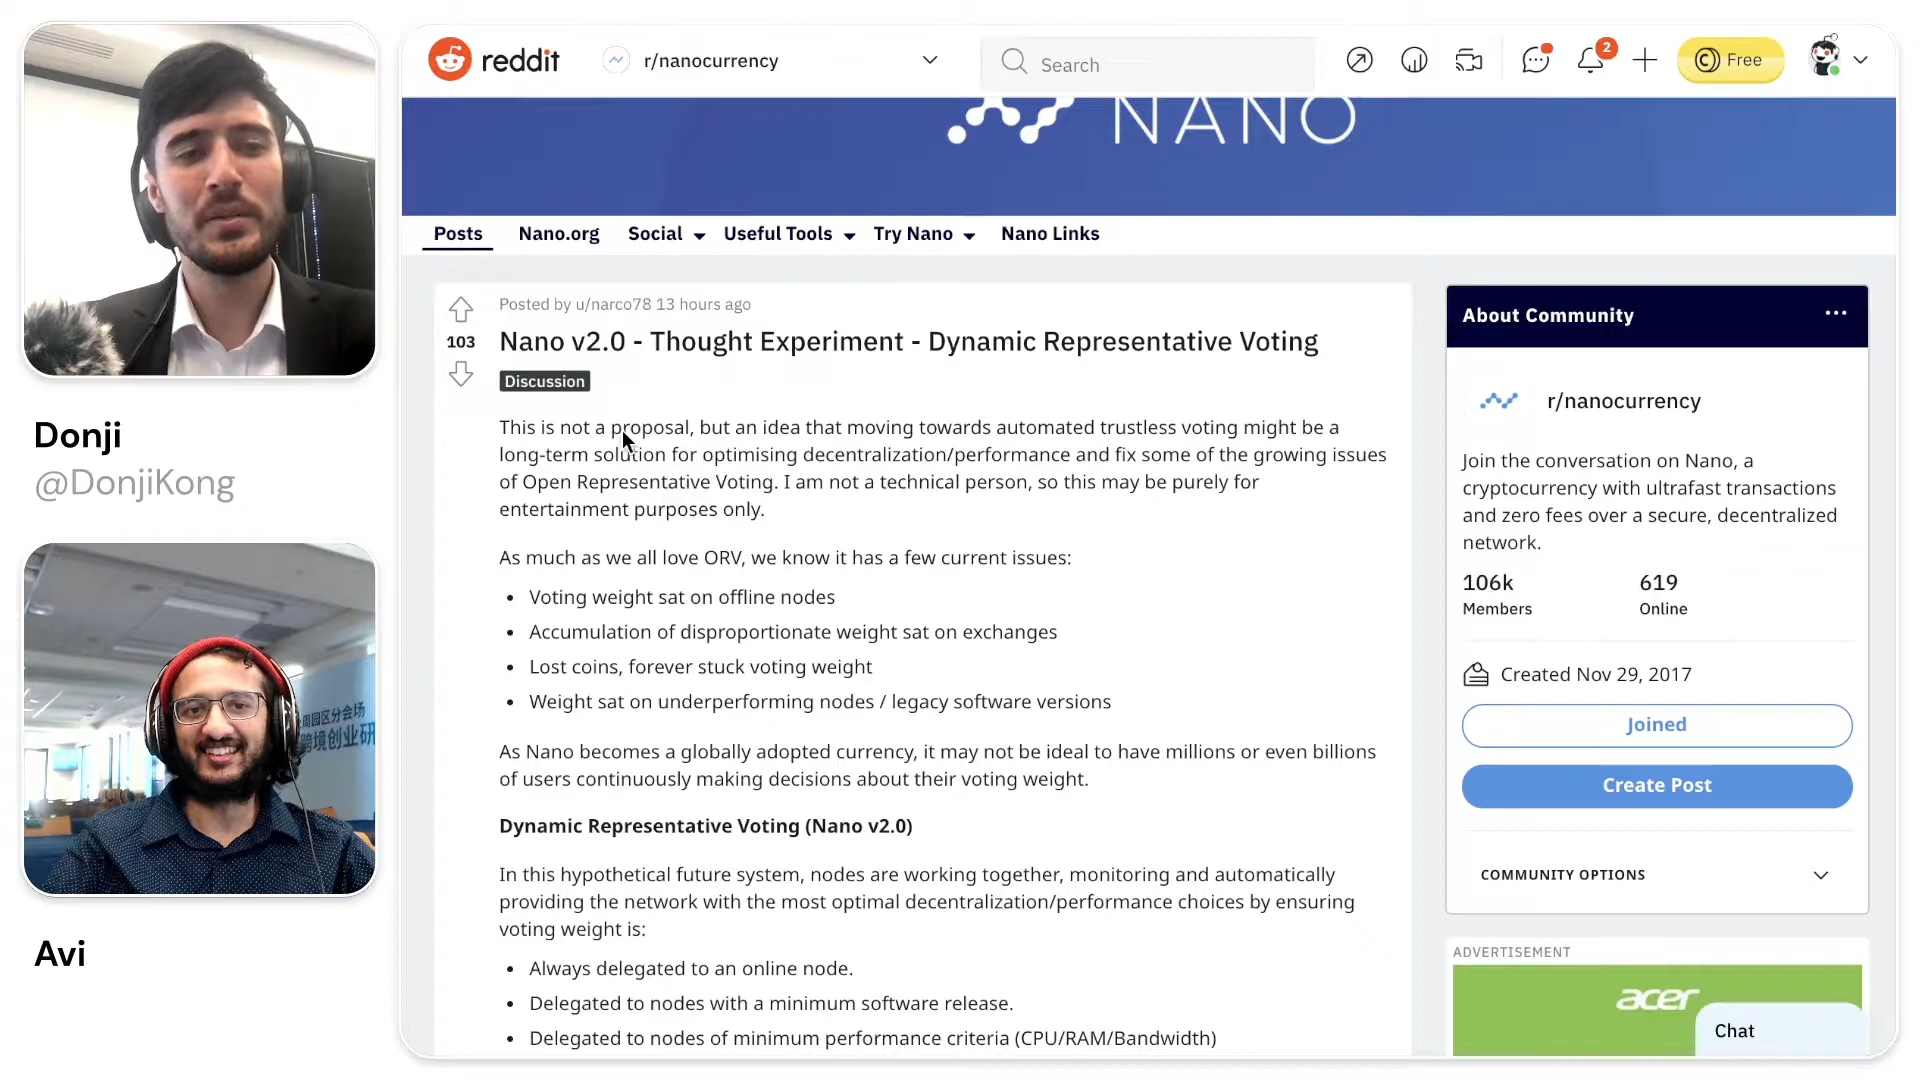 reddit
r/nanocurrency
Search
2
Free
NANO
Posts
Nano.org
Social
Useful Tools
Try Nano
Nano Links
Posted by u/narco78 13 hours ago
103
Nano v2.0 - Thought Experiment - Dynamic Representative Voting
Discussion
This is not a proposal, but an idea that moving towards automated trustless voting might be a
long-term solution for optimising decentralization/performance and fix some of the growing issues
of Open Representative Voting. I am not a technical person, so this may be purely for
entertainment purposes only.
As much as we all love ORV, we know it has a few current issues:
• Voting weight sat on offline nodes
• Accumulation of disproportionate weight sat on exchanges
• Lost coins, forever stuck voting weight
• Weight sat on underperforming nodes / legacy software versions
As Nano becomes a globally adopted currency, it may not be ideal to have millions or even billions
of users continuously making decisions about their voting weight.
Dynamic Representative Voting (Nano v2.0)
In this hypothetical future system, nodes are working together, monitoring and automatically
providing the network with the most optimal decentralization/performance choices by ensuring
voting weight is:
• Always delegated to an online node.
• Delegated to nodes with a minimum software release.
• Delegated to nodes of minimum performance criteria (CPU/RAM/Bandwidth)
About Community
r/nanocurrency
Join the conversation on Nano, a
cryptocurrency with ultrafast transactions
and zero fees over a secure, decentralized
network.
106k
619
Members
Online
Created Nov 29, 2017
Joined
Create Post
COMMUNITY OPTIONS
ADVERTISEMENT
acer
Chat
Donji
@DonjiKong
周园区分会场
跨境创业研
Avi